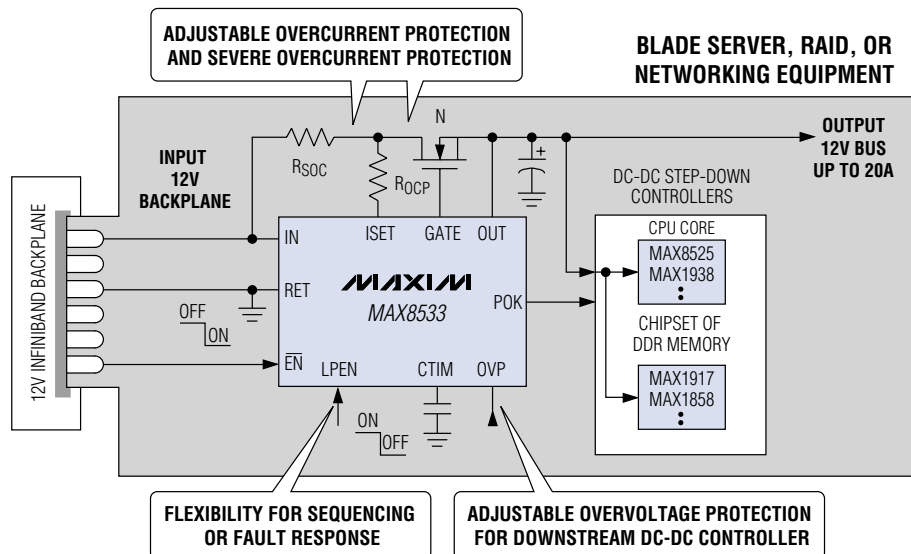 ADJUSTABLE OVERCURRENT PROTECTION
AND SEVERE OVERCURRENT PROTECTION
BLADE SERVER, RAID, OR
NETWORKING EQUIPMENT
N
OUTPUT
12V BUS
UP TO 20A
INPUT
12V
BACKPLANE
RSOC
ROCP
+
DC-DC STEP-DOWN
CONTROLLERS
CPU CORE
MAX8525
MAX1938
CHIPSET OF
DDR MEMORY
MAX1917
MAX1858
12V INFINIBAND BACKPLANE
IN
ISET
GATE
OUT
RET
MAXIM
MAX8533
POK
OFF
ON
EN
LPEN
CTIM
OVP
ON
OFF
FLEXIBILITY FOR SEQUENCING
OR FAULT RESPONSE
ADJUSTABLE OVERVOLTAGE PROTECTION
FOR DOWNSTREAM DC-DC CONTROLLER